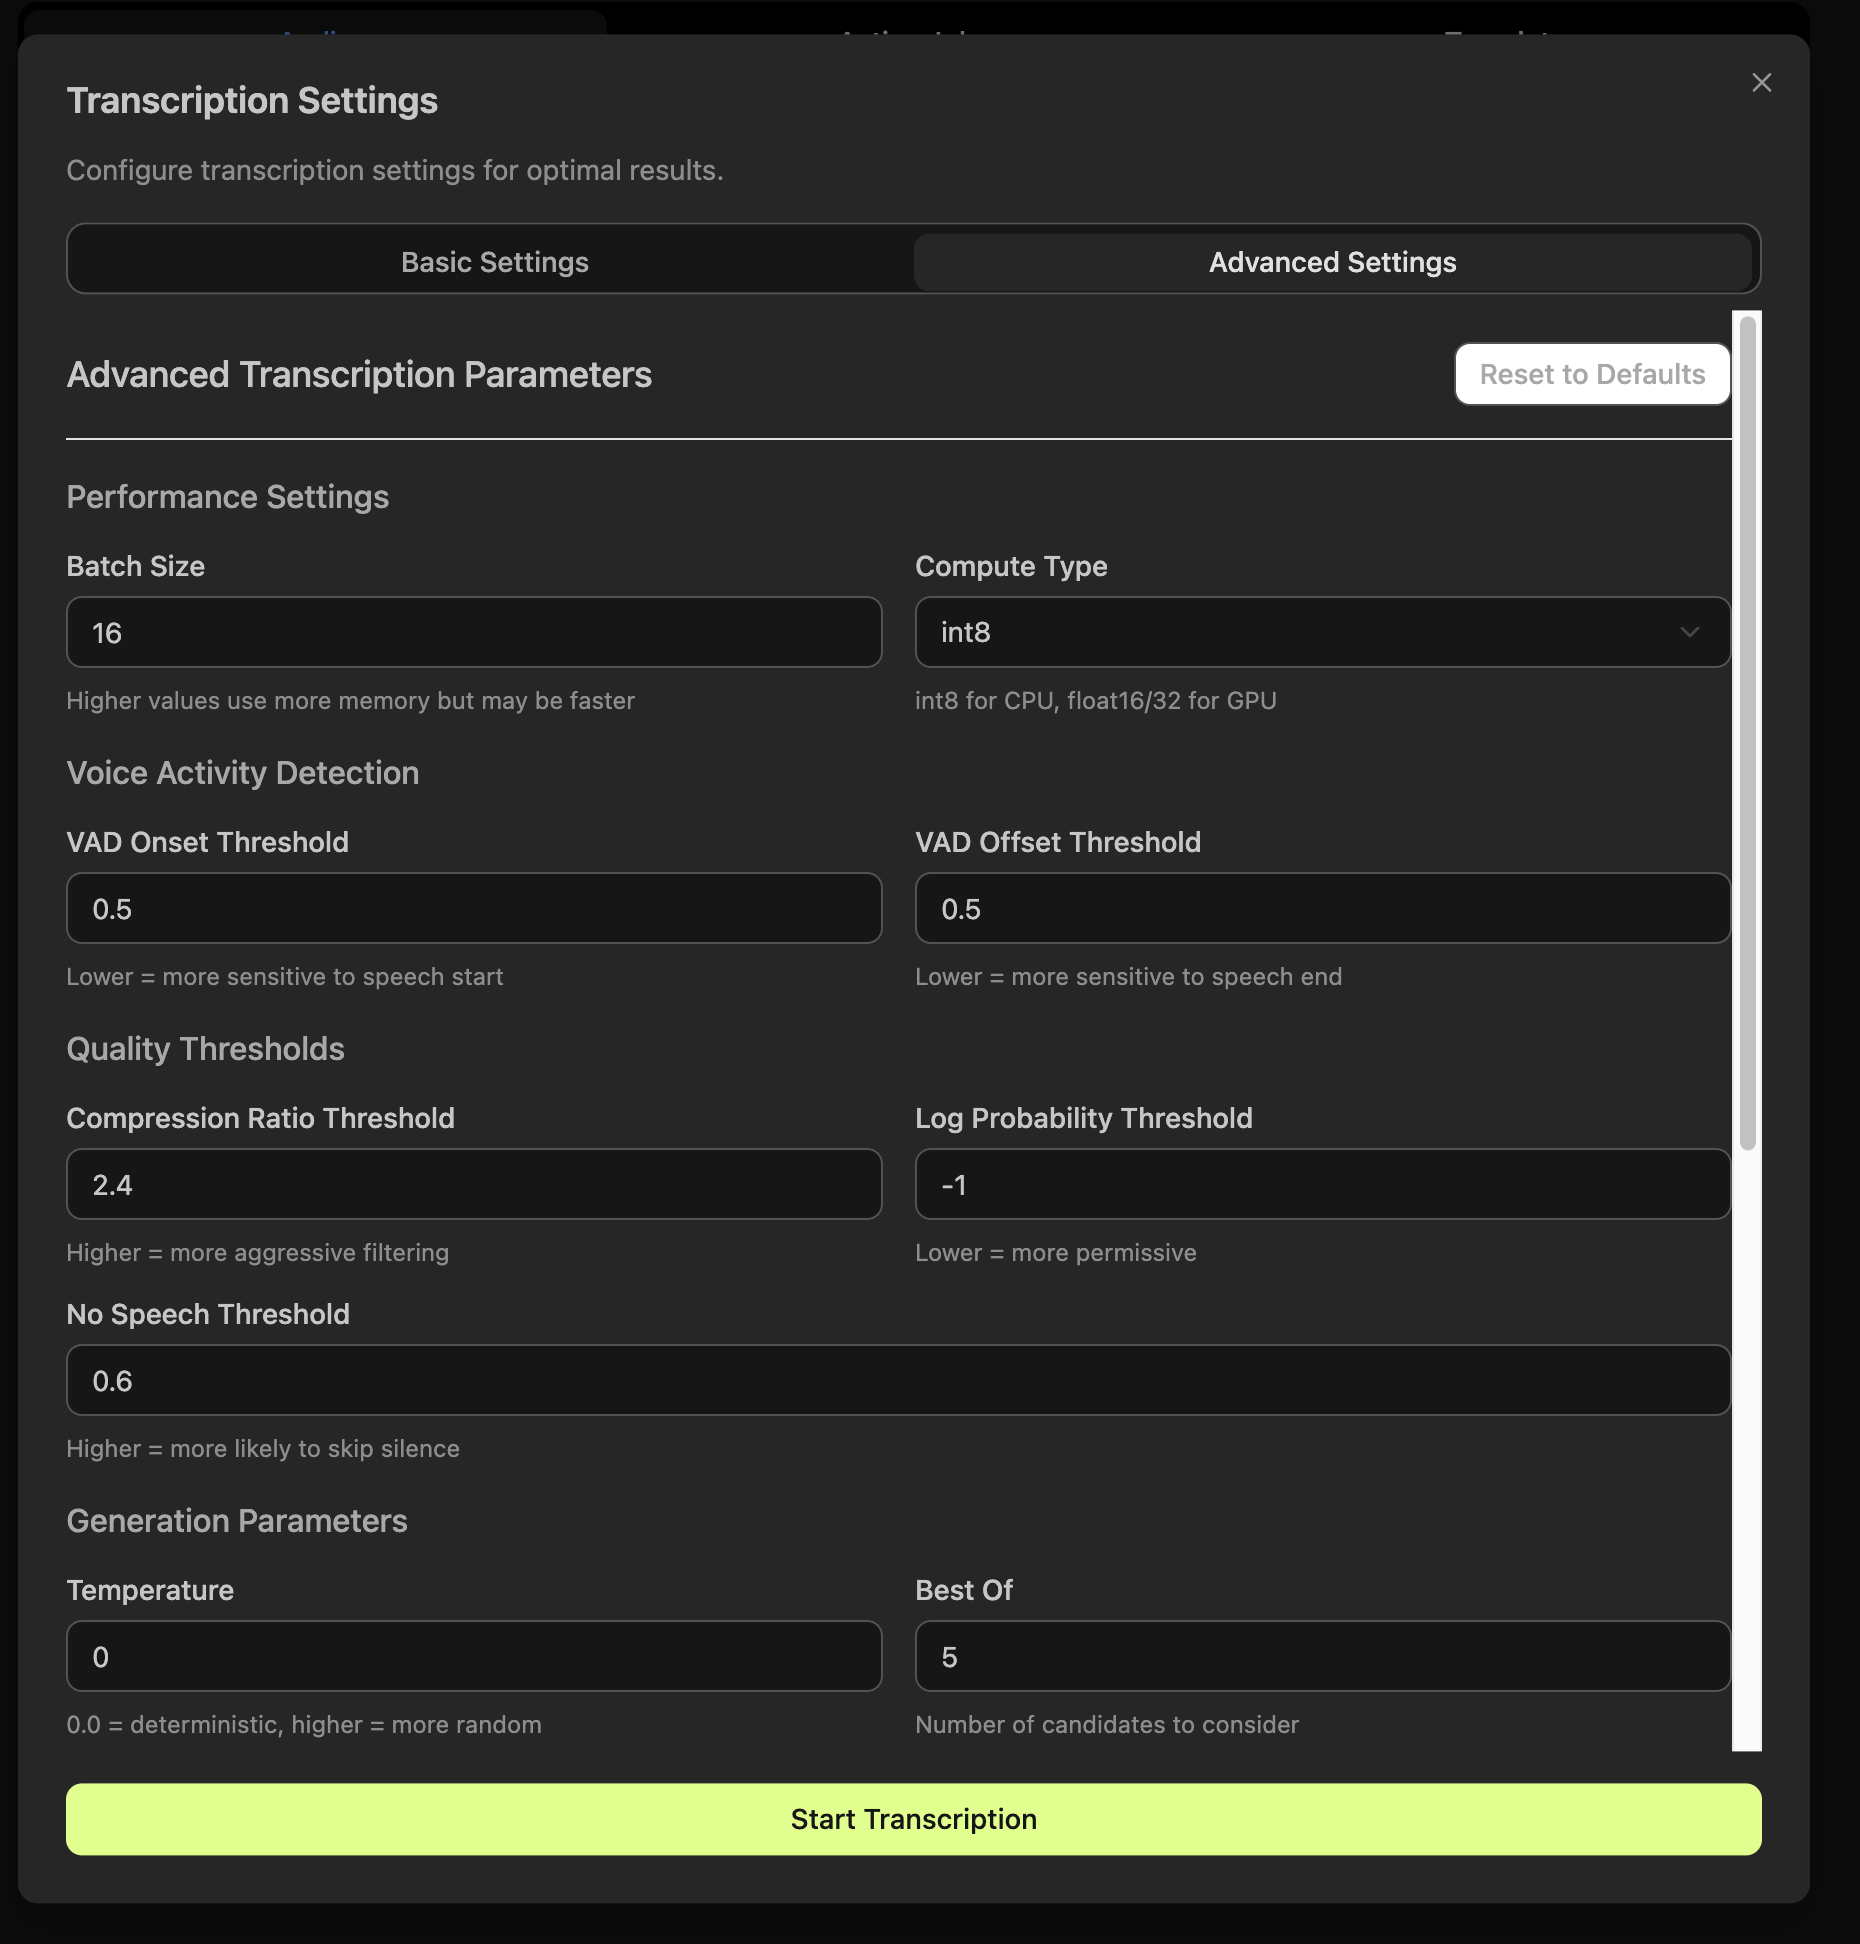 Transcription Settings
Configure transcription settings for optimal results.
Basic Settings
Advanced Settings
Advanced Transcription Parameters
Reset to Defaults
Performance Settings
Batch Size
Compute Type
16
int8
Higher values use more memory but may be faster
int8 for CPU, float16/32 for GPU
Voice Activity Detection
VAD Onset Threshold
VAD Offset Threshold
0.5
0.5
Lower = more sensitive to speech start
Lower = more sensitive to speech end
Quality Thresholds
Compression Ratio Threshold
Log Probability Threshold
2.4
-1
Higher = more aggressive filtering
Lower = more permissive
No Speech Threshold
0.6
Higher = more likely to skip silence
Generation Parameters
Temperature
Best Of
0
5
0.0 = deterministic, higher = more random
Number of candidates to consider
Start Transcription